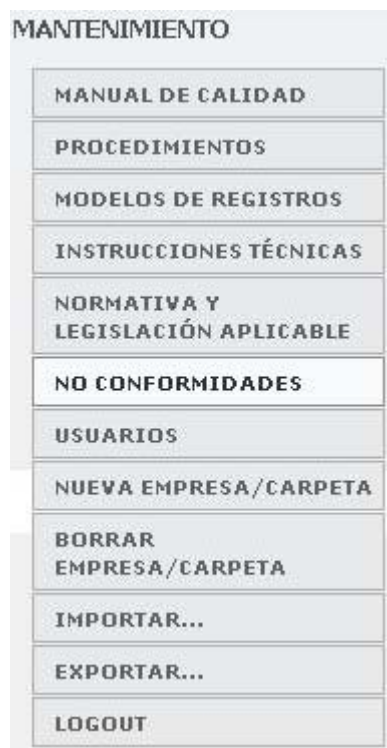 MANTENIMIENTO
MANUAL DE CALIDAD
PROCEDIMIENTOS
MODELOS DE REGISTROS
INSTRUCCIONES TÉCNICAS
NORMATIVA Y
LEGISLACIÓN APLICABLE
NO CONFORMIDADES
USUARIOS
NUEVA EMPRESA/CARPETA
BORRAR
EMPRESA/CARPETA
IMPORTAR...
EXPORTAR...
LOGOUT